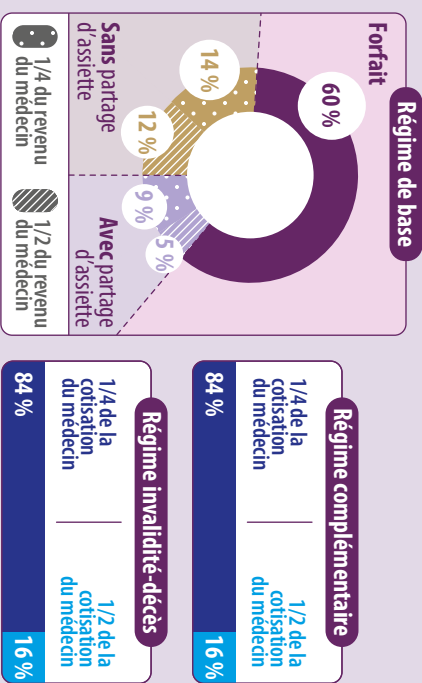 Régime de base
Forfait
60 %
14 %
12 %
9 %
5 %
Sans partage
d'assiette
Avec partage
d'assiette
1/4 du revenu
du médecin
1/2 du revenu
du médecin
Régime complémentaire
1/4 de la
cotisation
du médecin
1/2 de la
cotisation
du médecin
84 %
16 %
Régime invalidité-décès
1/4 de la
cotisation
du médecin
1/2 de la
cotisation
du médecin
84 %
16 %